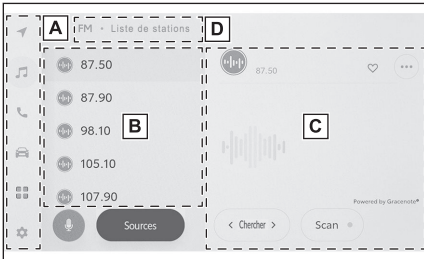 A
FM • Liste de stations
D
87.50
87.90
98.10
105.10
107.90
B
Sources
87.50
C
Powered by Gracenote®
< Chercher >
Scan